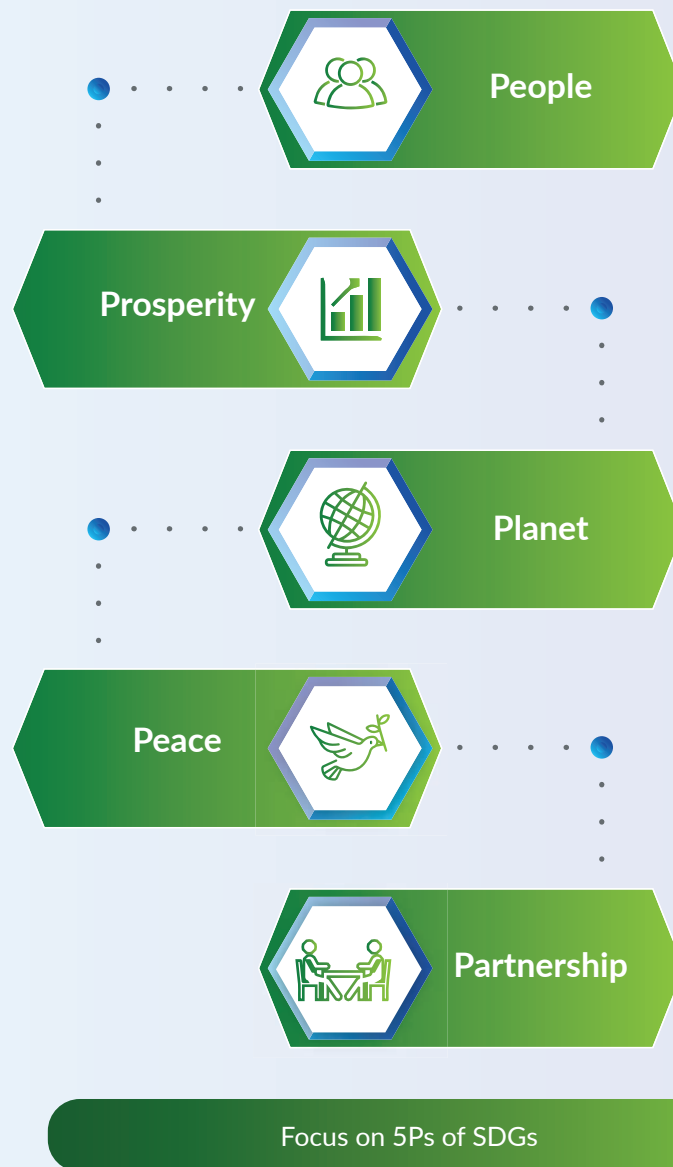 People
Prosperity
Planet
Peace
Partnership
Focus on 5Ps of SDGs